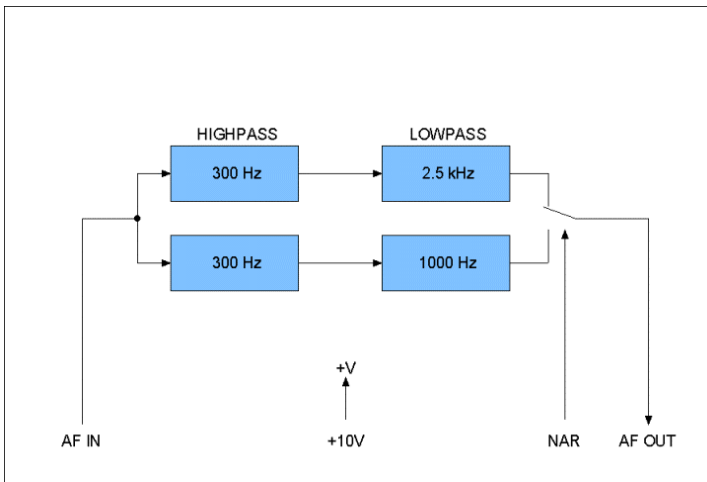 HIGHPASS
LOWPASS
300 Hz
2.5 kHz
300 Hz
1000 Hz
+V
AF IN
+10V
NAR
AF OUT